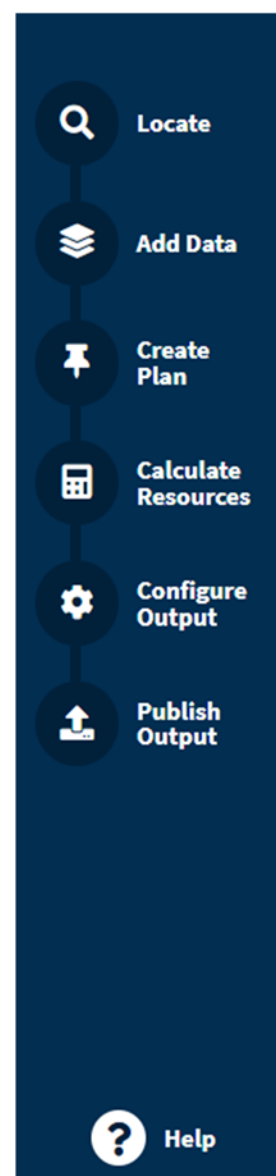 Locate
Add Data
Create
Plan
Calculate
Resources
Configure
Output
Publish
Output
? Help